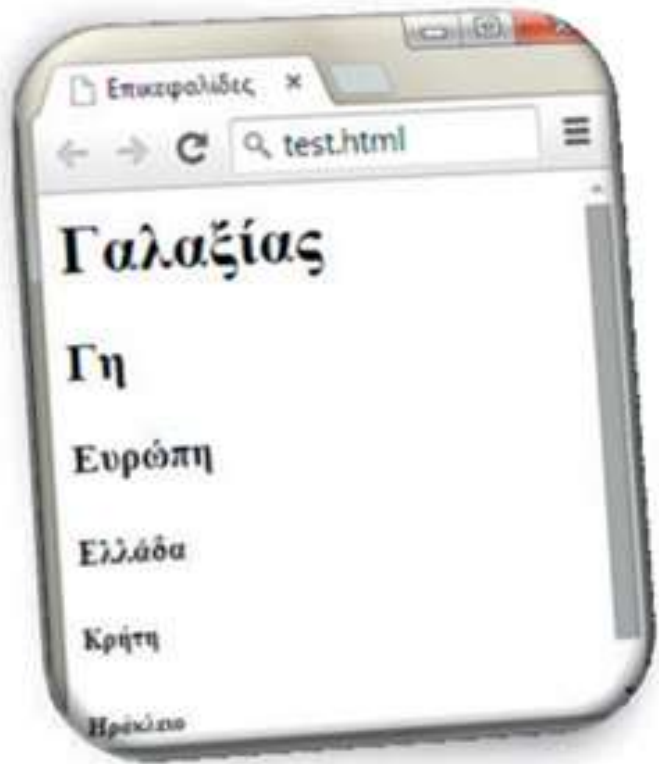 Επικεφαλίδες
test.html
Γαλαξίας
Γη
Ευρώπη
Ελλάδα
Κρήτη
Ηράκλειο